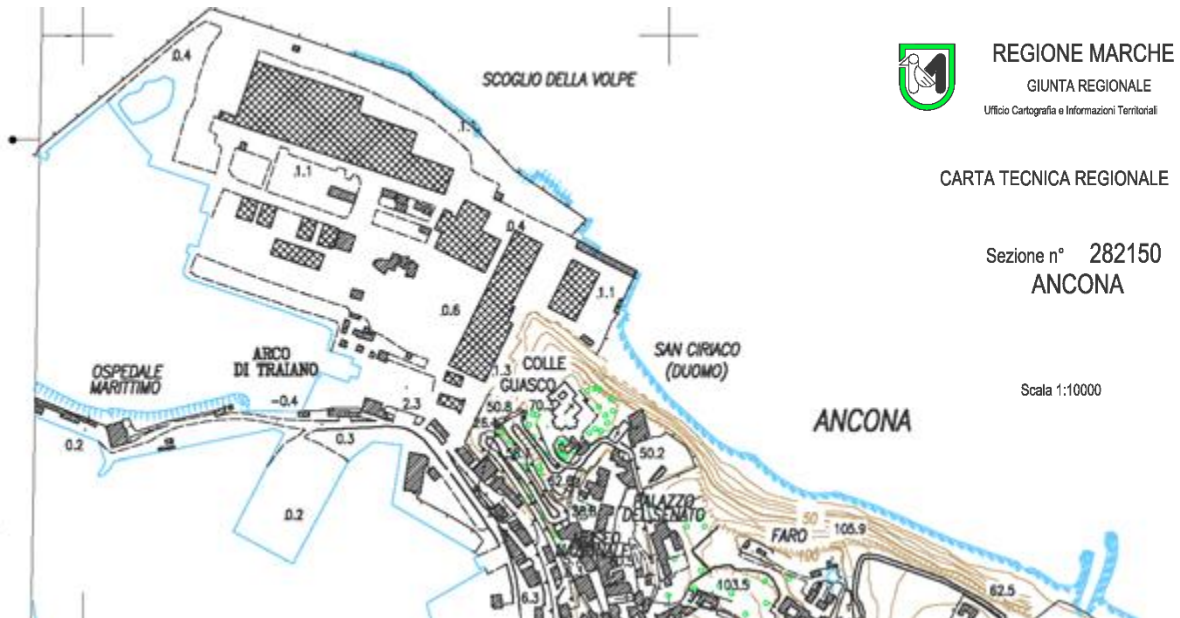 REGIONE MARCHE
GIUNTA REGIONALE
Ufficio Cartografia e Informazioni Territoriali
CARTA TECNICA REGIONALE
Sezione n° 282150
ANCONA
Scala 1:10000
0.4
SCOGLIO DELLA VOLPE
1.1
1.1
0.4
1.1
0.6
SAN CIRIACO
(DUOMO)
ARCO
DI TRAIANO
OSPEDALE
MARITTIMO
COLLE
GUASCO
1.3
-0.4
2.3
50.8
70
ANCONA
0.2
0.3
50.2
0.2
PALAZZO
DEL SENATO
MUSEO
NAZIONALE
50
FARO
105.9
100
103.5
62.5
6.3